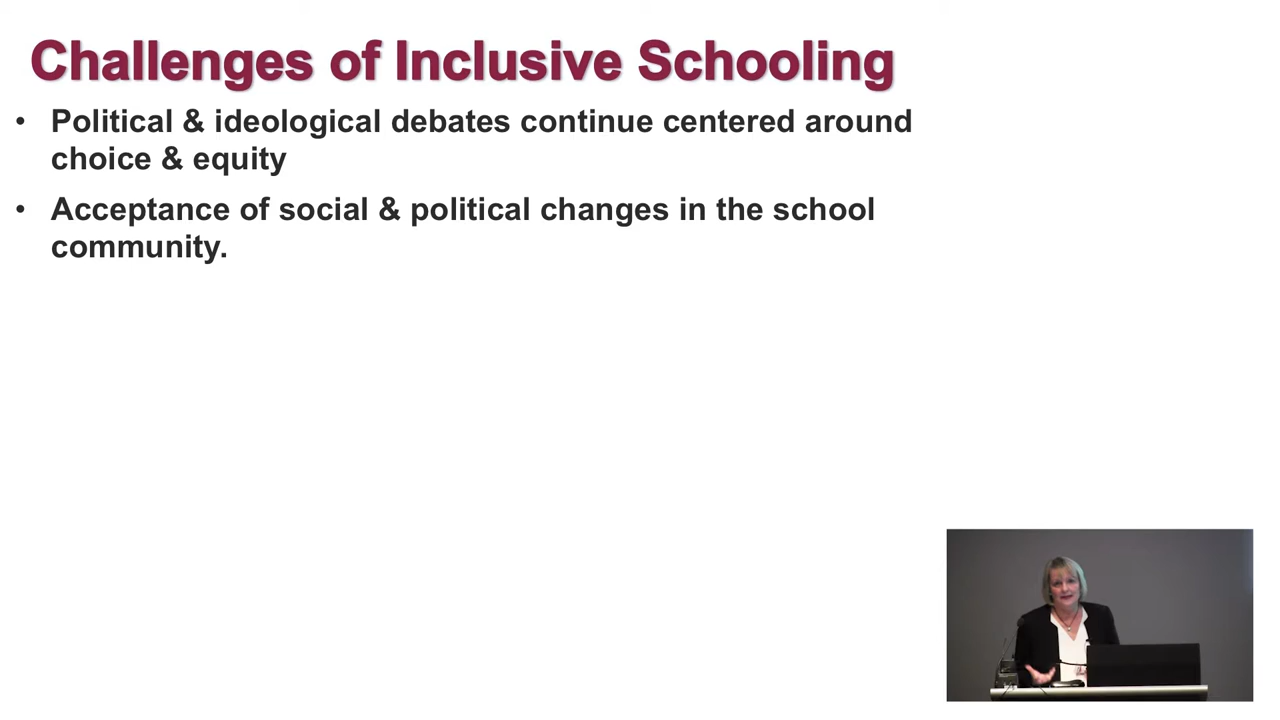 Challenges of Inclusive Schooling
• Political & ideological debates continue centered around
choice & equity
• Acceptance of social & political changes in the school
community.